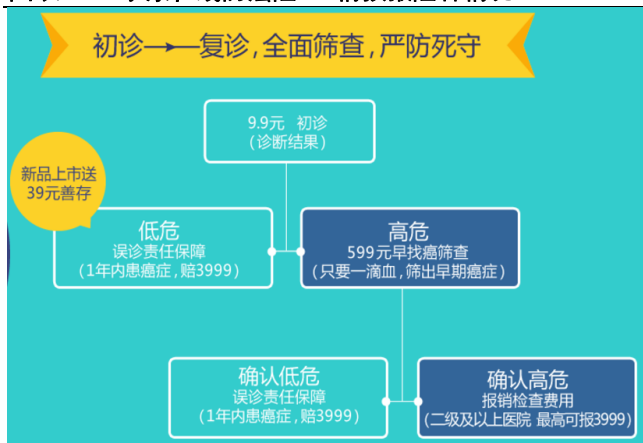 初诊→复诊,全面筛查,严防死守
9.9元 初诊
(诊断结果)
新品上市送
39元善存
低危
误诊责任保障
(1年内患癌症,赔3999)
高危
599元早找癌筛查
(只要一滴血,筛出早期癌症)
确认低危
误诊责任保障
(1年内患癌症,赔3999)
确认高危
报销检查费用
(二级及以上医院 最高可报3999)